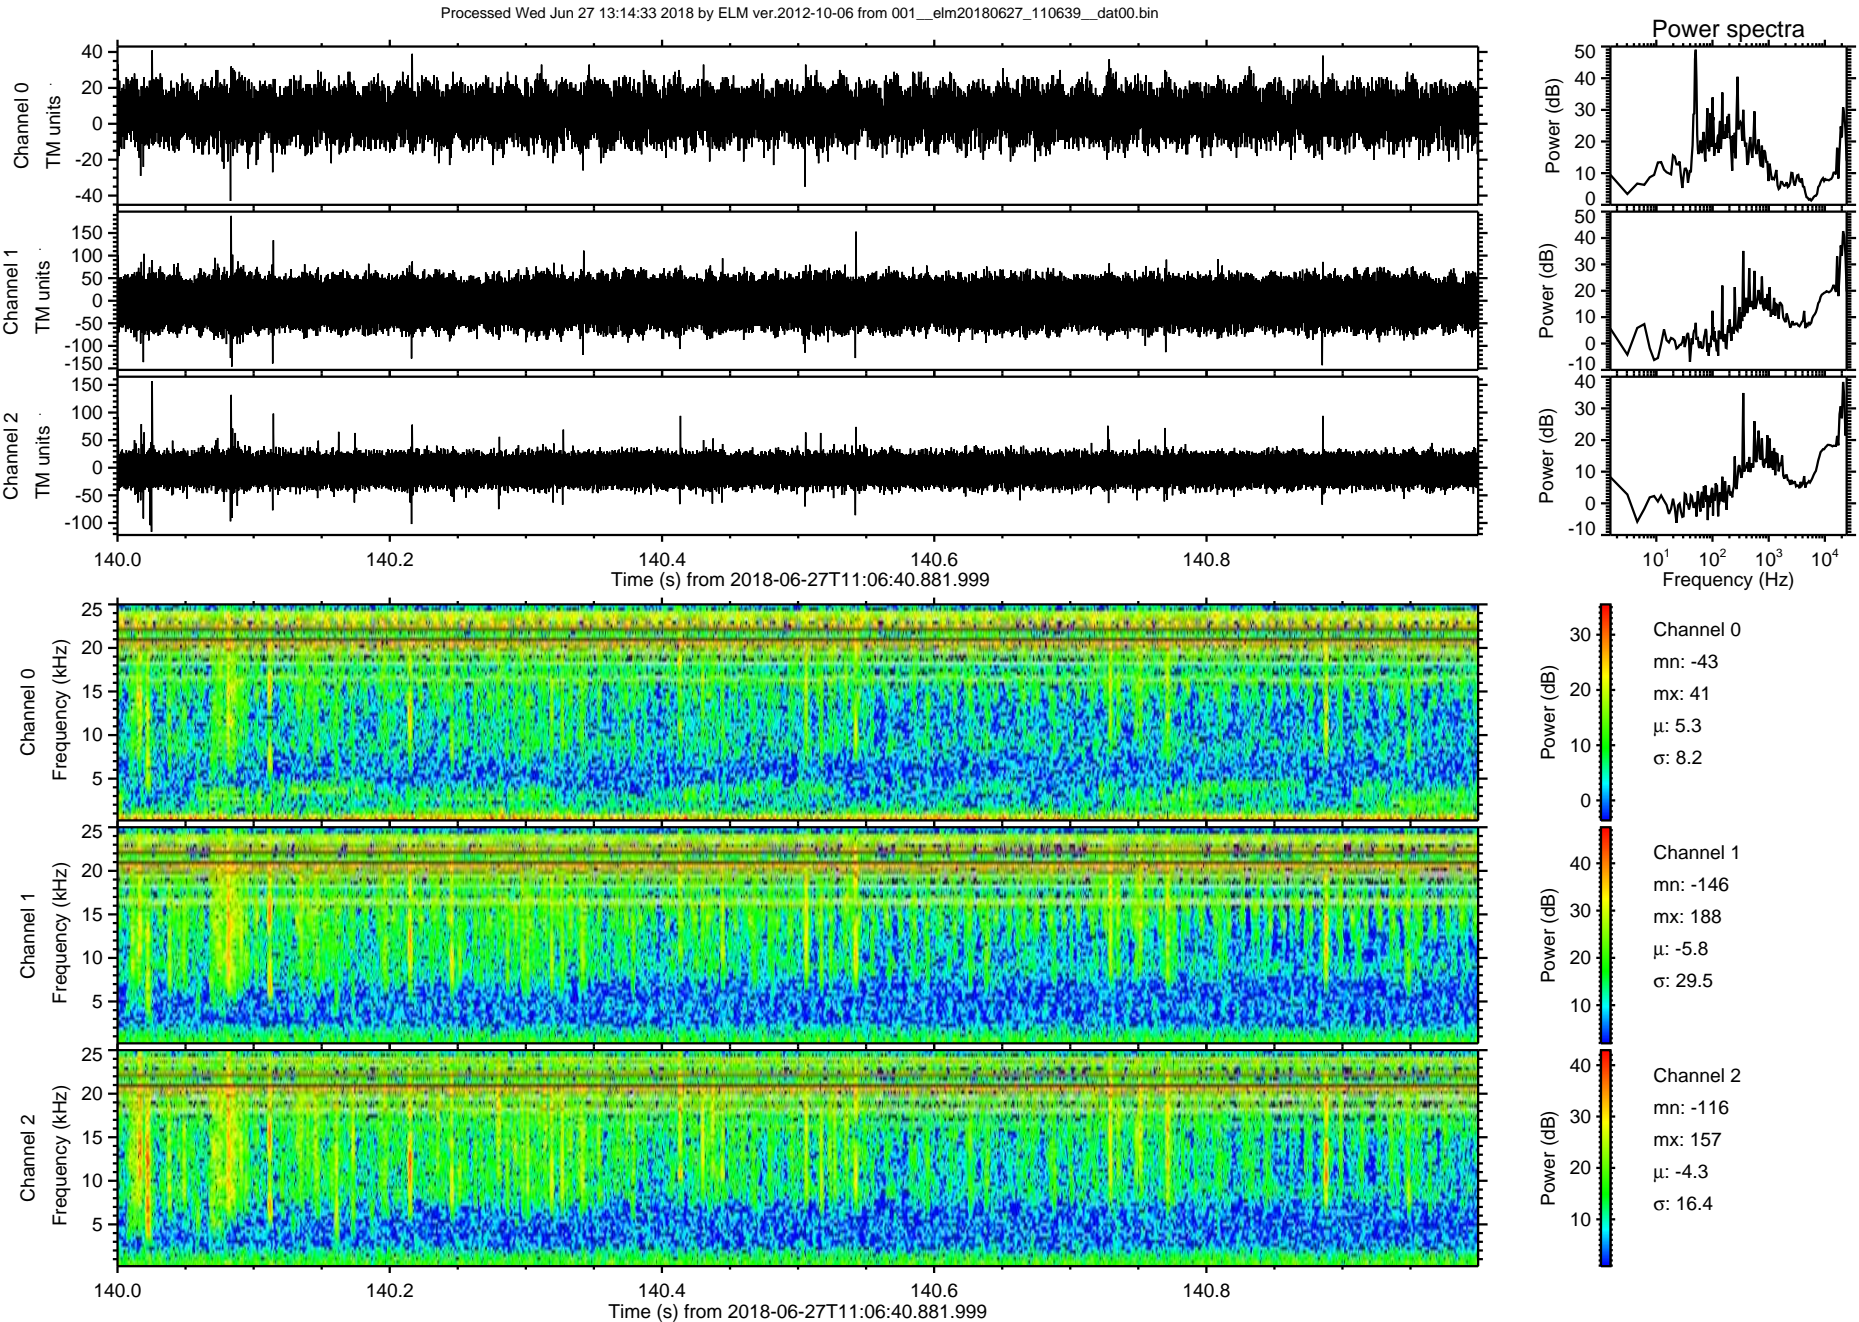 Processed Wed Jun 27 13:14:33 2018 by ELM ver.2012-10-06 from 001__elm20180627_110639__dat00.bin
Power spectra
Channel 0
TM units
40
20
0
-20
-40
Power (dB)
50
40
30
20
10
0
Channel 1
TM units
150
100
50
0
-50
-100
-150
Power (dB)
50
40
30
20
10
0
-10
Channel 2
TM units
150
100
50
0
-50
-100
Power (dB)
40
30
20
10
0
-10
140.0 140.2 140.4 140.6 140.8
Time (s) from 2018-06-27T11:06:40.881.999
10^1 10^2 10^3 10^4
Frequency (Hz)
Channel 0
Frequency (kHz)
25
20
15
10
5
Power (dB)
30
20
10
0
Channel 0
mn: -43
mx: 41
μ: 5.3
σ: 8.2
Channel 1
Frequency (kHz)
25
20
15
10
5
Power (dB)
40
30
20
10
Channel 1
mn: -146
mx: 188
μ: -5.8
σ: 29.5
Channel 2
Frequency (kHz)
25
20
15
10
5
Power (dB)
40
30
20
10
Channel 2
mn: -116
mx: 157
μ: -4.3
σ: 16.4
140.0 140.2 140.4 140.6 140.8
Time (s) from 2018-06-27T11:06:40.881.999